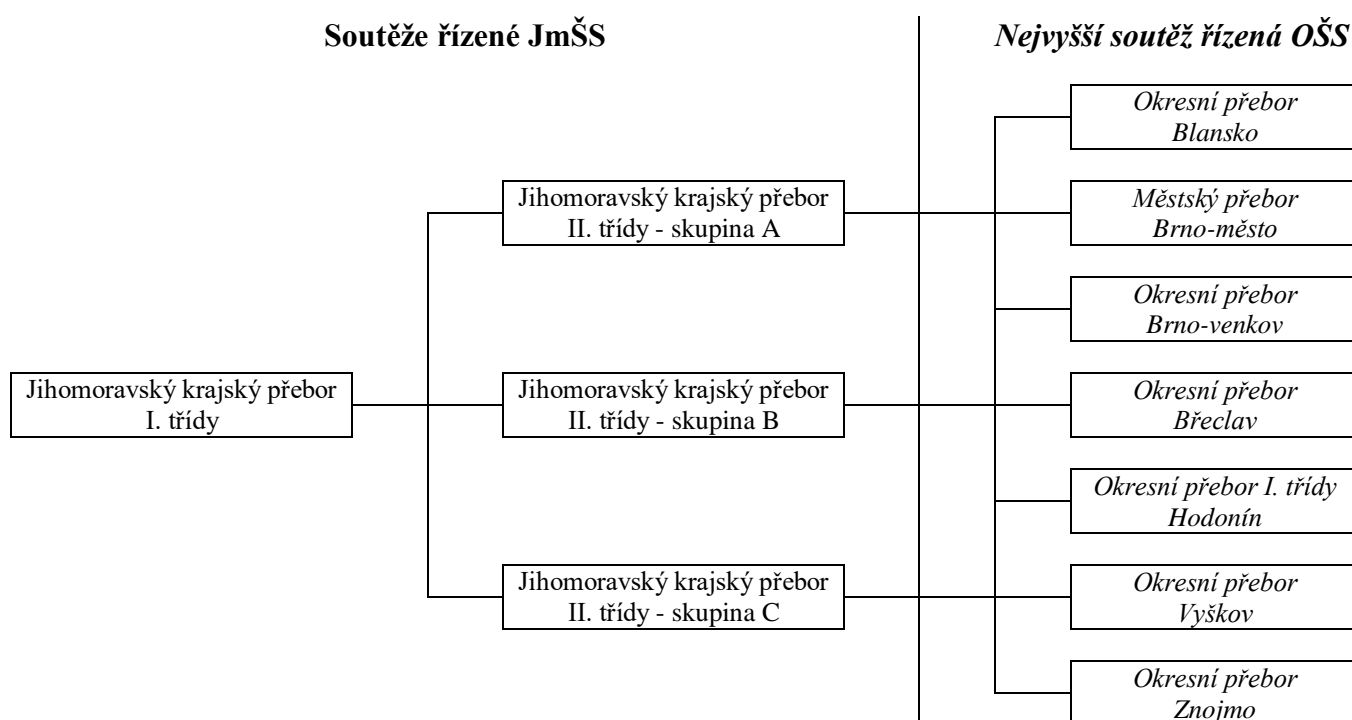 Soutěže řízené JmŠS
Nejvyšší soutěž řízená OŠS
Jihomoravský krajský přebor
I. třídy
Jihomoravský krajský přebor
II. třídy - skupina A
Jihomoravský krajský přebor
II. třídy - skupina B
Jihomoravský krajský přebor
II. třídy - skupina C
Okresní přebor
Blansko
Městský přebor
Brno-město
Okresní přebor
Brno-venkov
Okresní přebor
Břeclav
Okresní přebor I. třídy
Hodonín
Okresní přebor
Vyškov
Okresní přebor
Znojmo